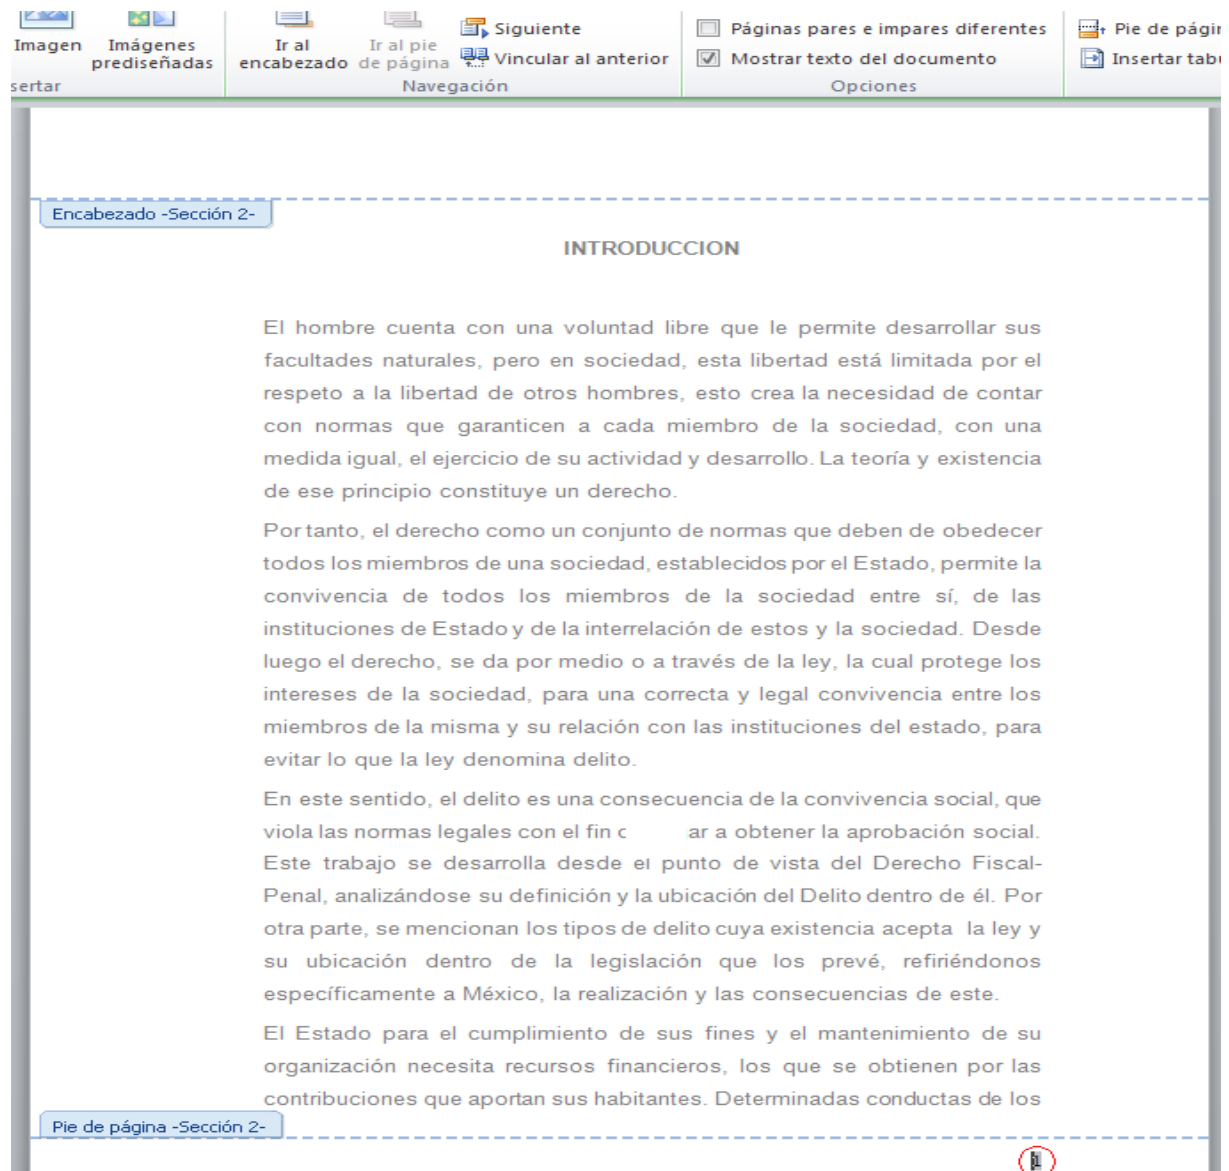 Imagen Imágenes prediseñadas
sertar
Ir al encabezado Ir al pie de página
Siguiente
Vincular al anterior
Navegación
Páginas pares e impares diferentes
Mostrar texto del documento
Opciones
Pie de págin
Insertar tabu
Encabezado -Sección 2-
INTRODUCCION
El hombre cuenta con una voluntad libre que le permite desarrollar sus
facultades naturales, pero en sociedad, esta libertad está limitada por el
respeto a la libertad de otros hombres, esto crea la necesidad de contar
con normas que garanticen a cada miembro de la sociedad, con una
medida igual, el ejercicio de su actividad y desarrollo. La teoría y existencia
de ese principio constituye un derecho.
Por tanto, el derecho como un conjunto de normas que deben de obedecer
todos los miembros de una sociedad, establecidos por el Estado, permite la
convivencia de todos los miembros de la sociedad entre sí, de las
instituciones de Estado y de la interrelación de estos y la sociedad. Desde
luego el derecho, se da por medio o a través de la ley, la cual protege los
intereses de la sociedad, para una correcta y legal convivencia entre los
miembros de la misma y su relación con las instituciones del estado, para
evitar lo que la ley denomina delito.
En este sentido, el delito es una consecuencia de la convivencia social, que
viola las normas legales con el fin ar a obtener la aprobación social.
Este trabajo se desarrolla desde el punto de vista del Derecho Fiscal-
Penal, analizándose su definición y la ubicación del Delito dentro de él. Por
otra parte, se mencionan los tipos de delito cuya existencia acepta la ley y
su ubicación dentro de la legislación que los prevé, refiriéndonos
específicamente a México, la realización y las consecuencias de este.
El Estado para el cumplimiento de sus fines y el mantenimiento de su
organización necesita recursos financieros, los que se obtienen por las
contribuciones que aportan sus habitantes. Determinadas conductas de los
Pie de página -Sección 2-
1